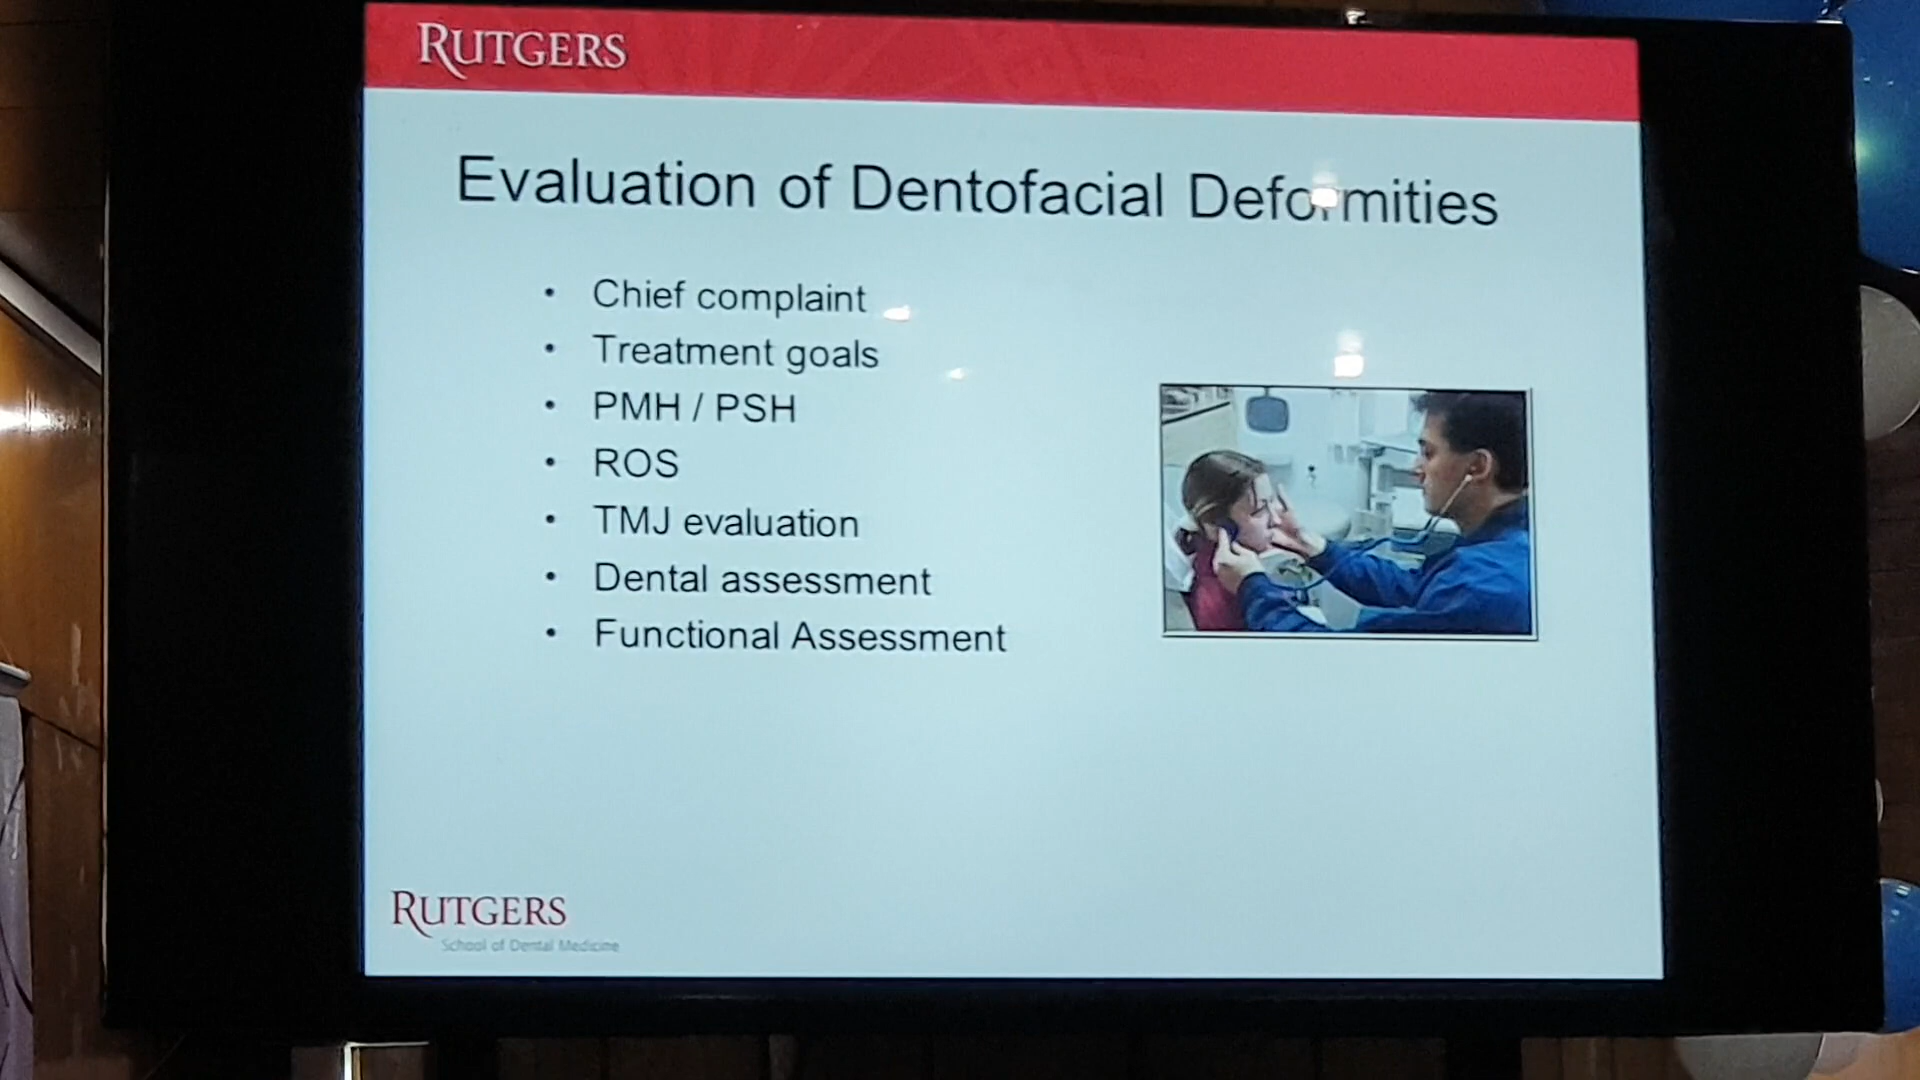 RUTGERS
Evaluation of Dentofacial Deformities
• Chief complaint
• Treatment goals
• PMH / PSH
• ROS
• TMJ evaluation
• Dental assessment
• Functional Assessment
RUTGERS
School of Dental Medicine